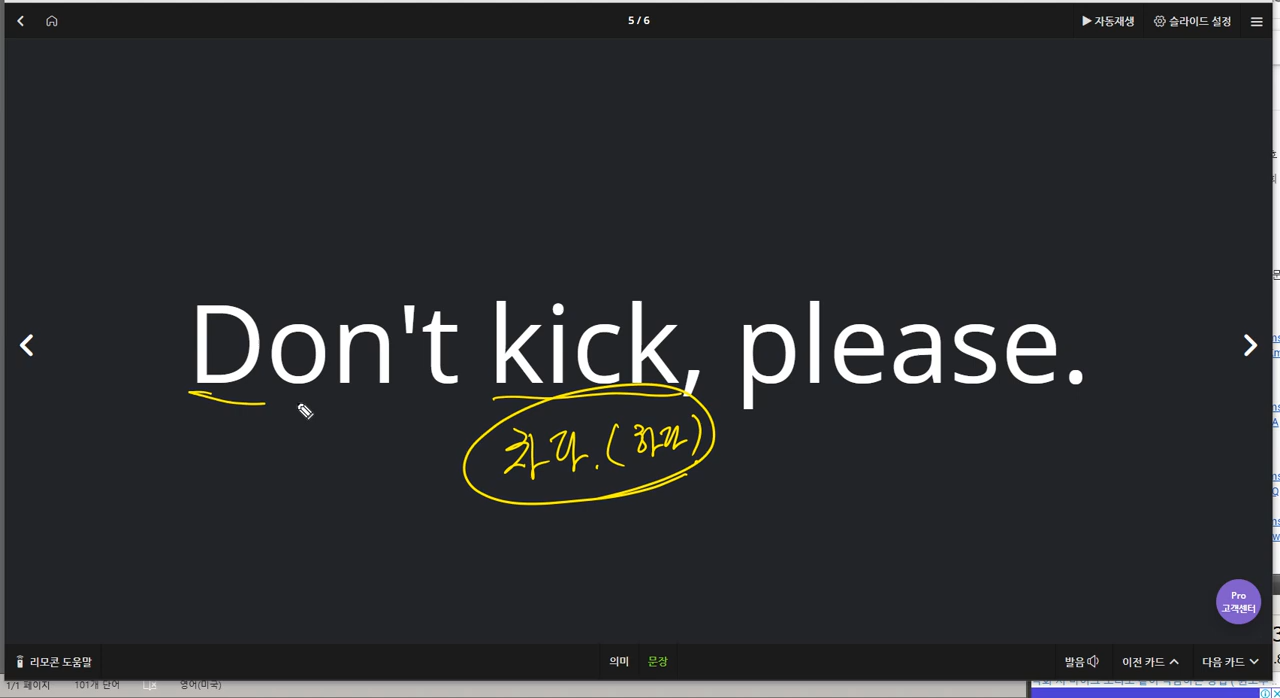 5 / 6
자동재생
슬라이드 설정
Don't kick, please.
차다. (하다)
Pro
고객센터
리모콘 도움말
의미
문장
발음
이전 카드
다음 카드
1/1 페이지
101개 단어
영어(미국)